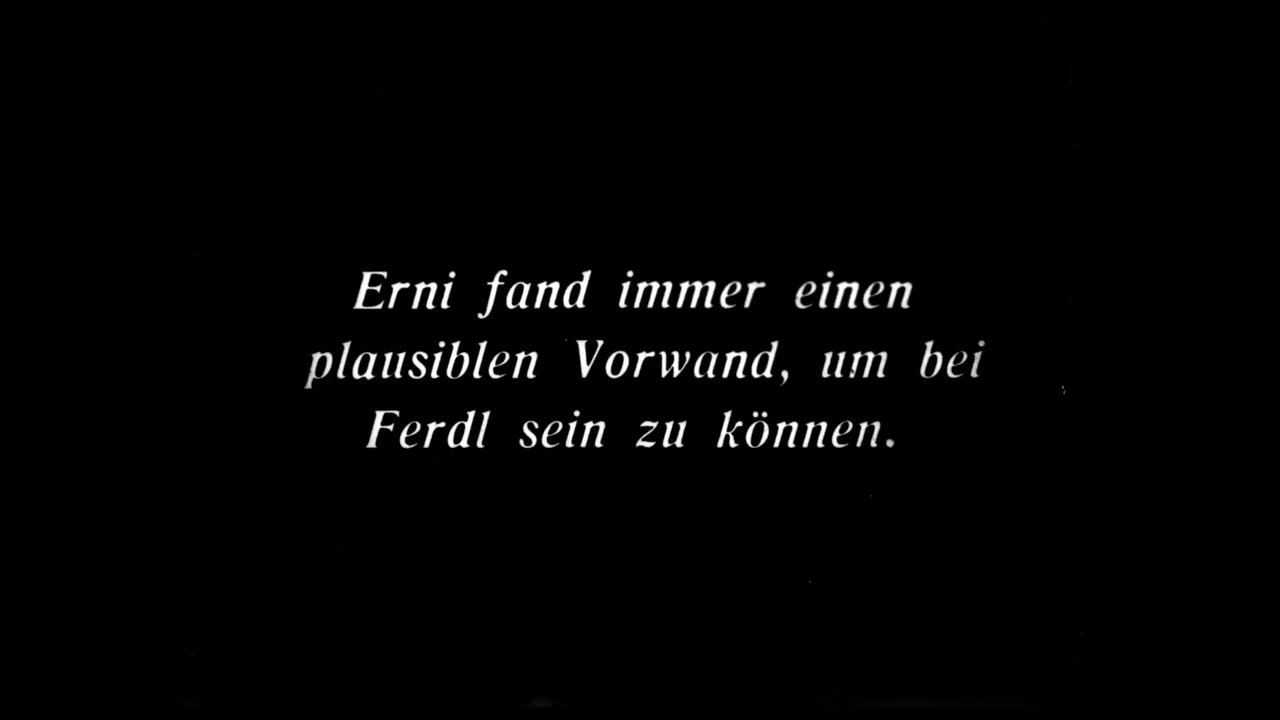 Erni fand immer einen
plausiblen Vorwand, um bei
Ferdl sein zu können.